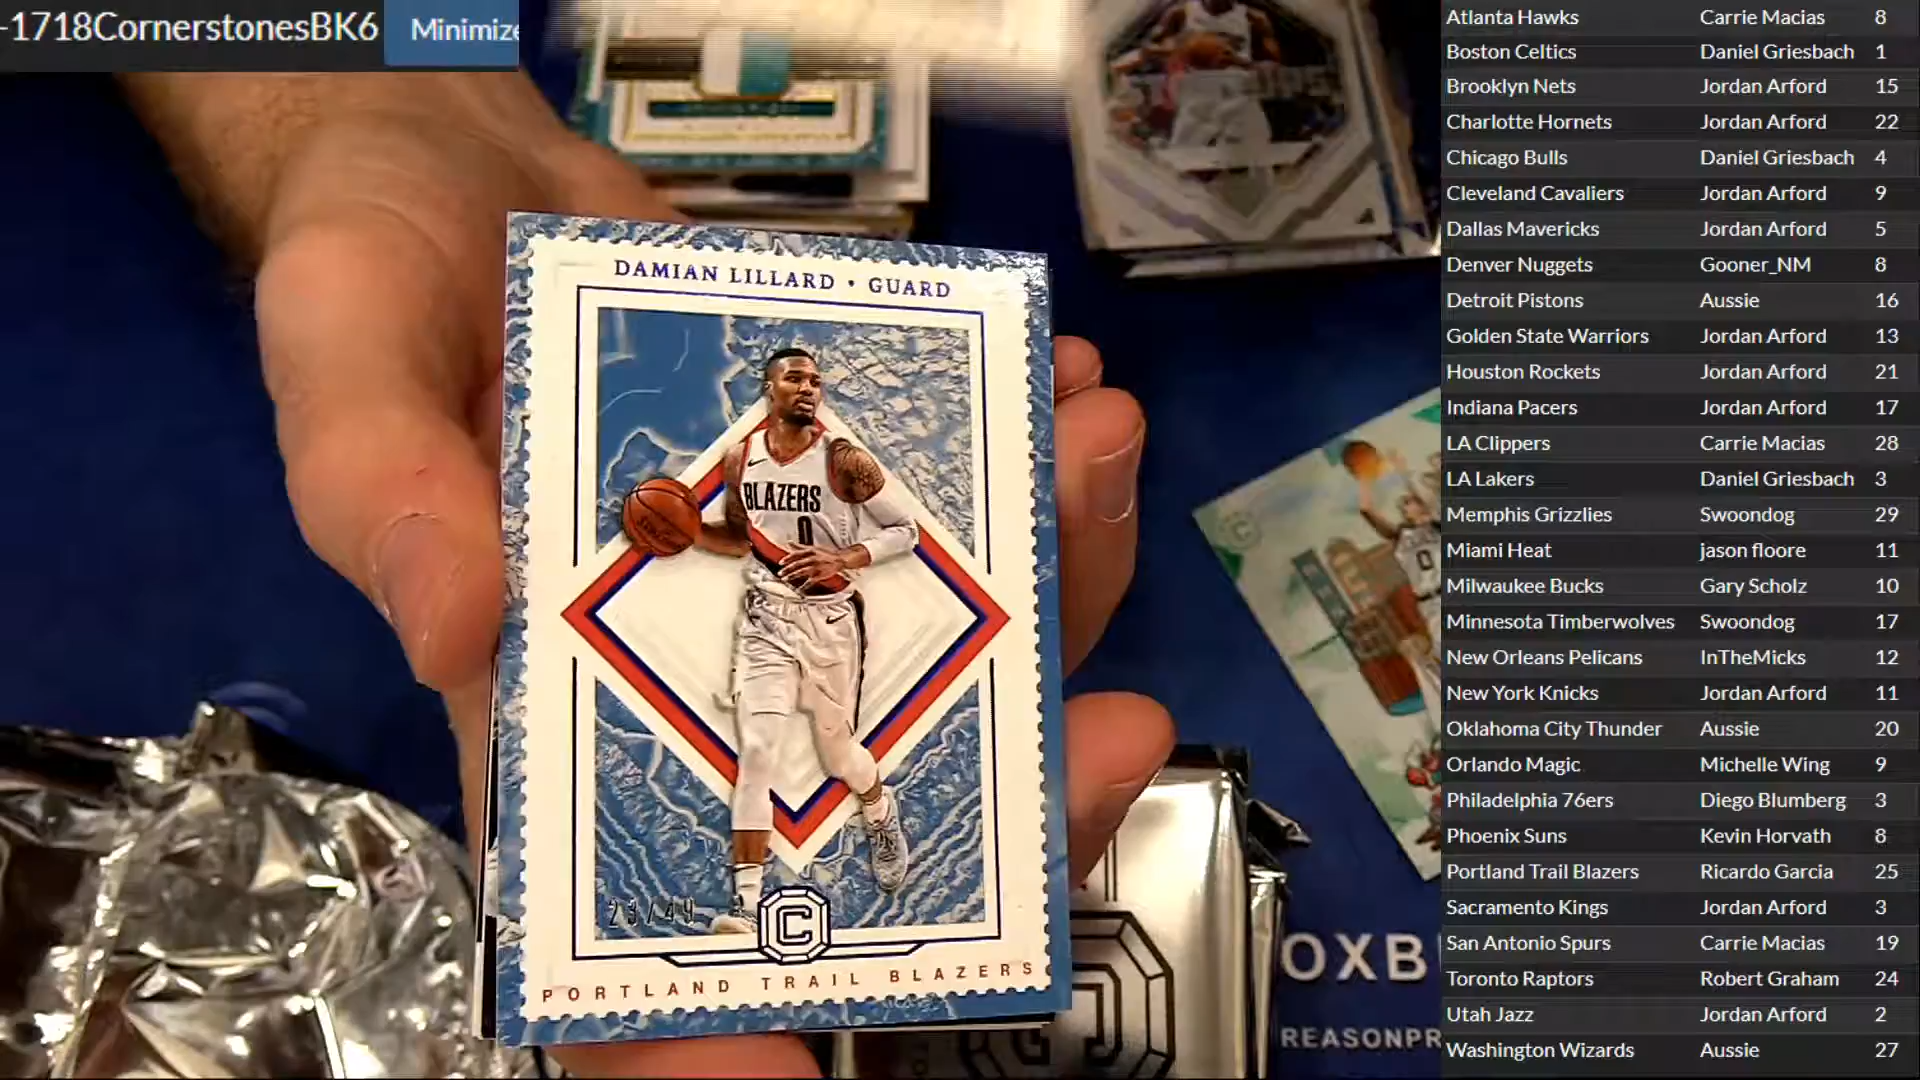 -1718CornerstonesBK6 Minimize
DAMIAN LILLARD • GUARD
BLAZERS
0
23/49
C
PORTLAND TRAIL BLAZERS
0
OXB
REASONPR
Atlanta Hawks Carrie Macias 8
Boston Celtics Daniel Griesbach 1
Brooklyn Nets Jordan Arford 15
Charlotte Hornets Jordan Arford 22
Chicago Bulls Daniel Griesbach 4
Cleveland Cavaliers Jordan Arford 9
Dallas Mavericks Jordan Arford 5
Denver Nuggets Gooner_NM 8
Detroit Pistons Aussie 16
Golden State Warriors Jordan Arford 13
Houston Rockets Jordan Arford 21
Indiana Pacers Jordan Arford 17
LA Clippers Carrie Macias 28
LA Lakers Daniel Griesbach 3
Memphis Grizzlies Swoondog 29
Miami Heat jason floore 11
Milwaukee Bucks Gary Scholz 10
Minnesota Timberwolves Swoondog 17
New Orleans Pelicans InTheMicks 12
New York Knicks Jordan Arford 11
Oklahoma City Thunder Aussie 20
Orlando Magic Michelle Wing 9
Philadelphia 76ers Diego Blumberg 3
Phoenix Suns Kevin Horvath 8
Portland Trail Blazers Ricardo Garcia 25
Sacramento Kings Jordan Arford 3
San Antonio Spurs Carrie Macias 19
Toronto Raptors Robert Graham 24
Utah Jazz Jordan Arford 2
Washington Wizards Aussie 27